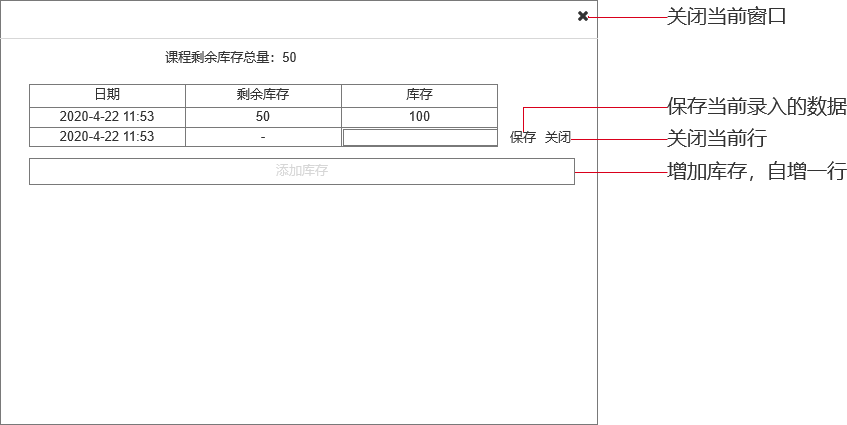 关闭当前窗口
课程剩余库存总量：50
日期 剩余库存 库存
2020-4-22 11:53 50 100
保存当前录入的数据
2020-4-22 11:53 - 保存 关闭
关闭当前行
添加库存
增加库存，自增一行